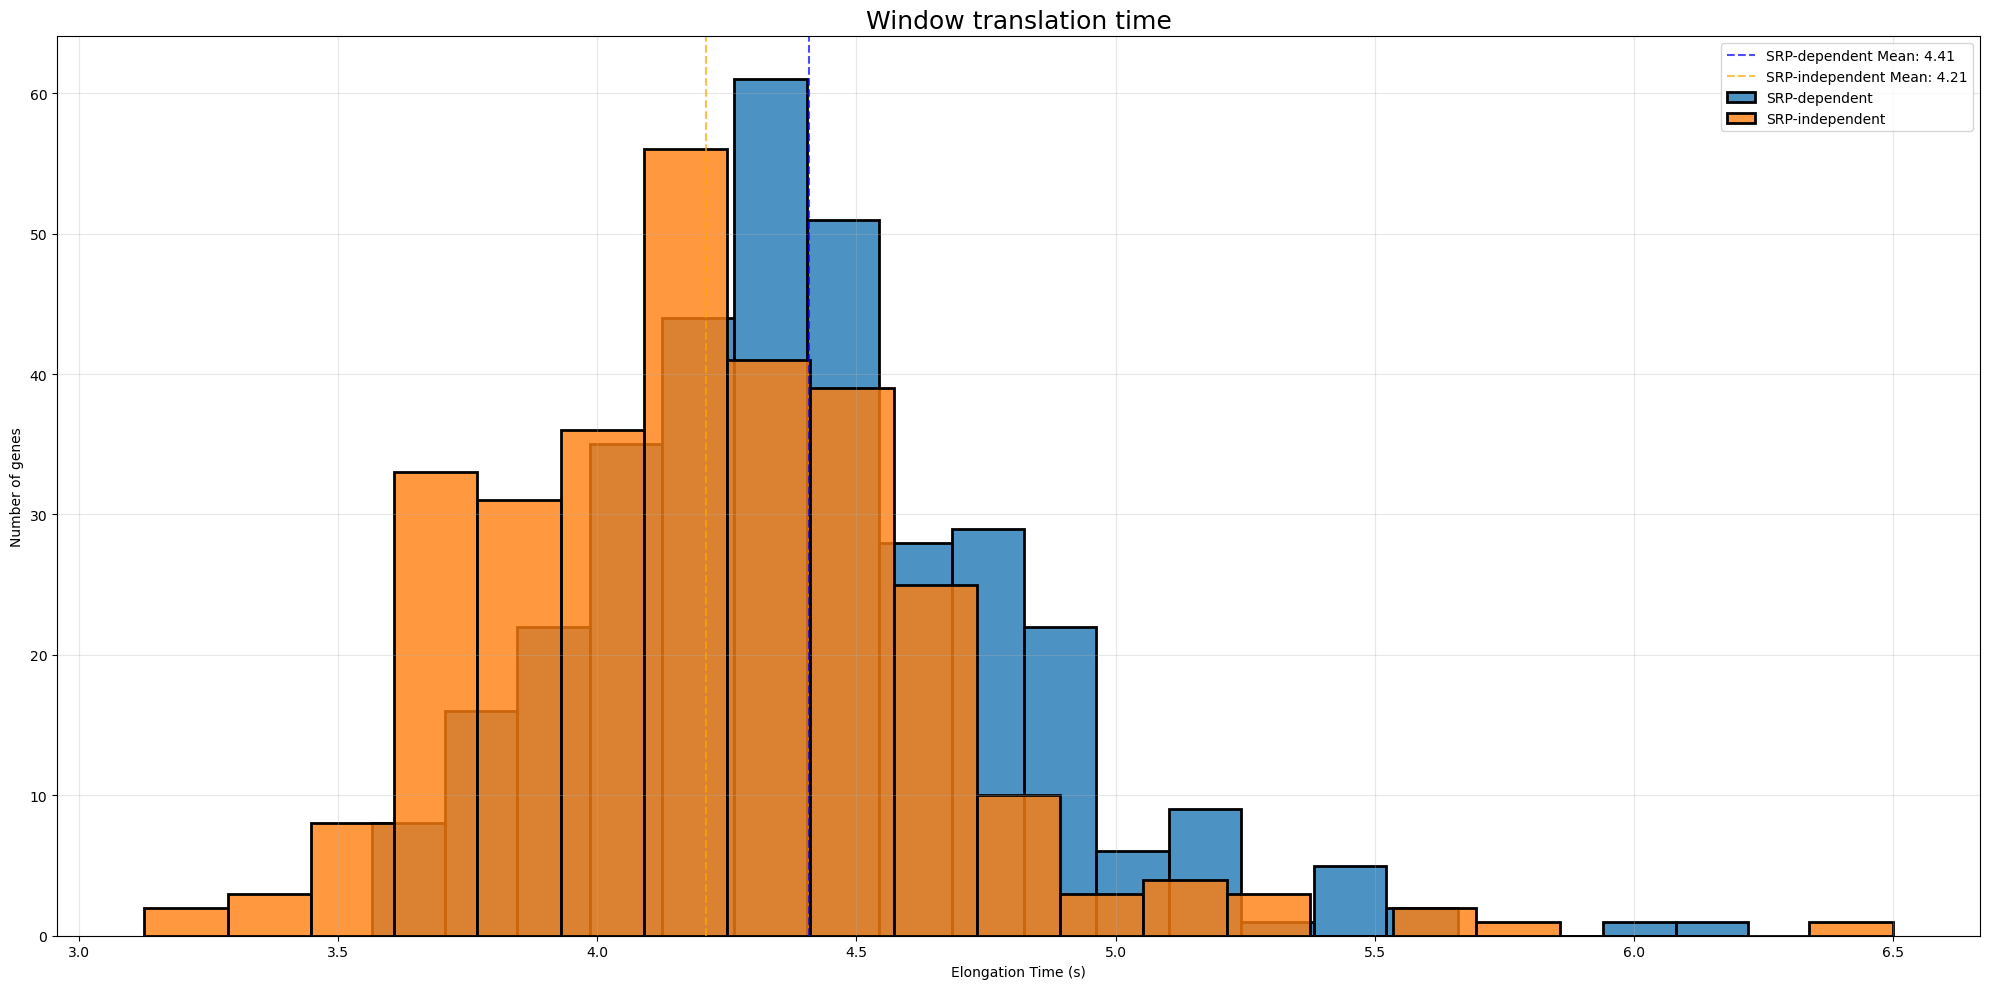 Window translation time
SRP-dependent Mean: 4.41
SRP-independent Mean: 4.21
SRP-dependent
SRP-independent
Number of genes
60
50
40
30
20
10
0
3.0 3.5 4.0 4.5 5.0 5.5 6.0 6.5
Elongation Time (s)